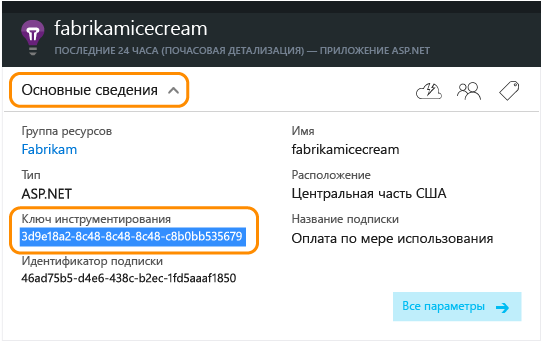 fabrikamicecream
ПОСЛЕДНИЕ 24 ЧАСА (ПОЧАСОВАЯ ДЕТАЛИЗАЦИЯ) — ПРИЛОЖЕНИЕ ASP.NET
Основные сведения
Группа ресурсов
Fabrikam
Имя
fabrikamicecream
Тип
ASP.NET
Расположение
Центральная часть США
Ключ инструментирования
3d9e18a2-8c48-8c48-8c48-c8b0bb535679
Название подписки
Оплата по мере использования
Идентификатор подписки
46ad75b5-d4e6-438c-b2ec-1fd5aaaf1850
Все параметры